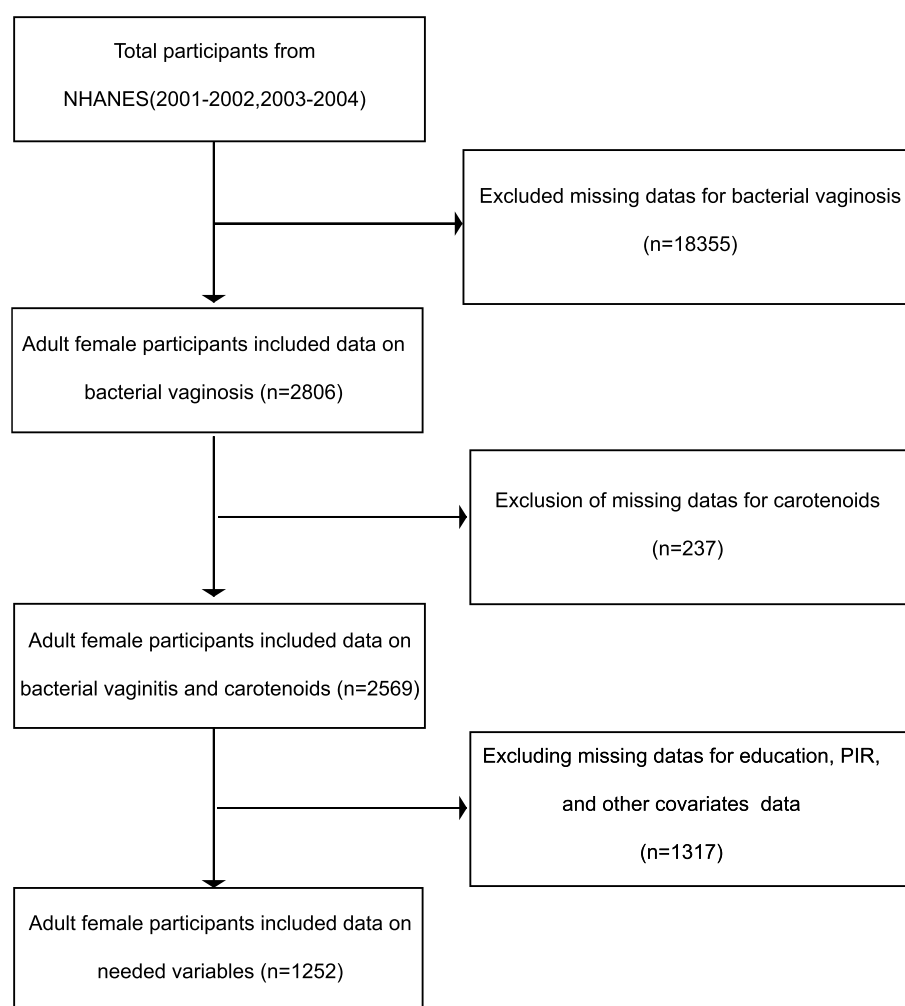 Total participants from
NHANES(2001-2002,2003-2004)
Excluded missing datas for bacterial vaginosis
(n=18355)
Adult female participants included data on
bacterial vaginosis (n=2806)
Exclusion of missing datas for carotenoids
(n=237)
Adult female participants included data on
bacterial vaginitis and carotenoids (n=2569)
Excluding missing datas for education, PIR,
and other covariates data
(n=1317)
Adult female participants included data on
needed variables (n=1252)